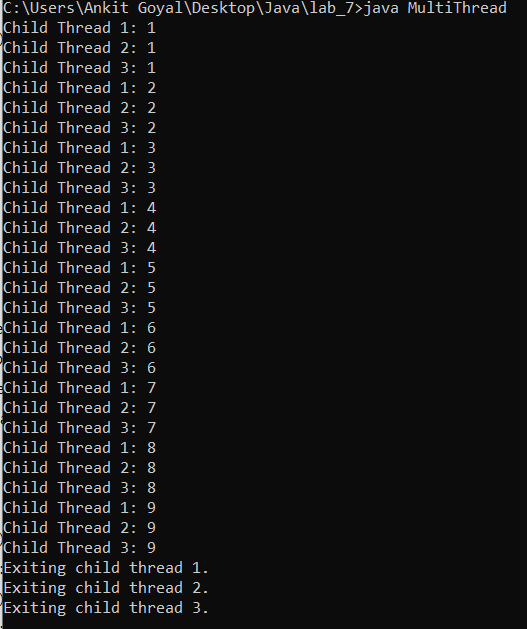 C:\Users\Ankit Goyal\Desktop\Java\lab_7>java MultiThread
Child Thread 1: 1
Child Thread 2: 1
Child Thread 3: 1
Child Thread 1: 2
Child Thread 2: 2
Child Thread 3: 2
Child Thread 1: 3
Child Thread 2: 3
Child Thread 3: 3
Child Thread 1: 4
Child Thread 2: 4
Child Thread 3: 4
Child Thread 1: 5
Child Thread 2: 5
Child Thread 3: 5
Child Thread 1: 6
Child Thread 2: 6
Child Thread 3: 6
Child Thread 1: 7
Child Thread 2: 7
Child Thread 3: 7
Child Thread 1: 8
Child Thread 2: 8
Child Thread 3: 8
Child Thread 1: 9
Child Thread 2: 9
Child Thread 3: 9
Exiting child thread 1.
Exiting child thread 2.
Exiting child thread 3.